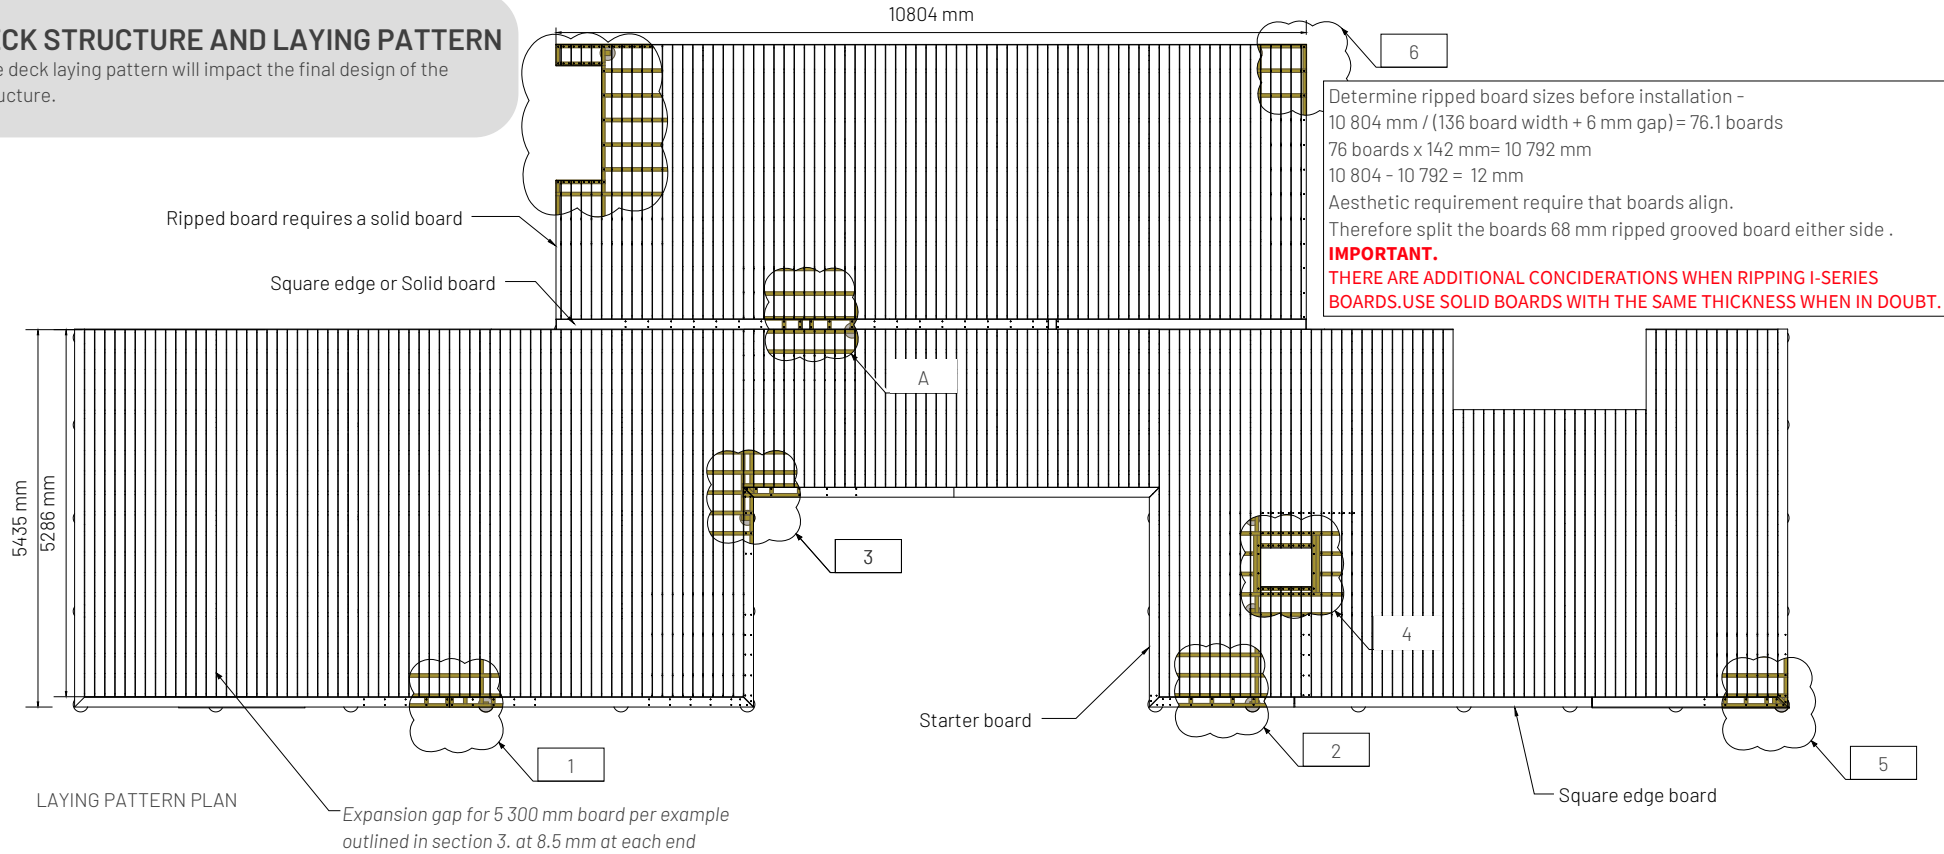 10804 mm
ECK STRUCTURE AND LAYING PATTERN
e deck laying pattern will impact the final design of the
ucture.
6
Determine ripped board sizes before installation -
10 804 mm / (136 board width + 6 mm gap) = 76.1 boards
76 boards x 142 mm= 10 792 mm
10 804 - 10 792 = 12 mm
Aesthetic requirement require that boards align.
Therefore split the boards 68 mm ripped grooved board either side .
IMPORTANT.
THERE ARE ADDITIONAL CONCIDERATIONS WHEN RIPPING I-SERIES
BOARDS.USE SOLID BOARDS WITH THE SAME THICKNESS WHEN IN DOUBT.
Ripped board requires a solid board
Square edge or Solid board
A
5435 mm
5286 mm
3
4
Starter board
2
1
5
Square edge board
LAYING PATTERN PLAN
Expansion gap for 5 300 mm board per example
outlined in section 3. at 8.5 mm at each end